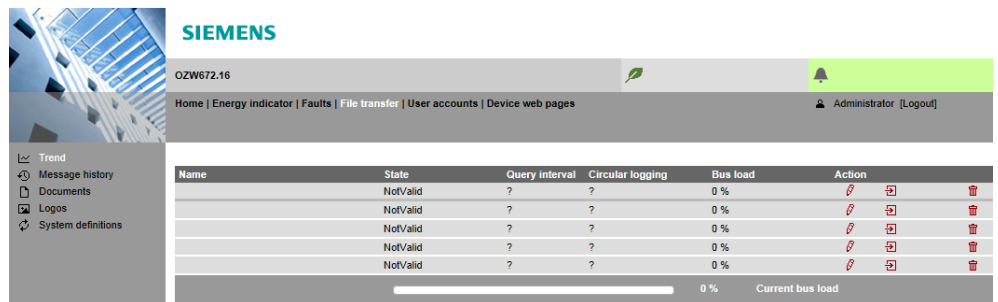 SIEMENS
OZW672.16
Home | Energy indicator | Faults | File transfer | User accounts | Device web pages
Administrator [Logout]
Trend
Message history
Documents
Logos
System definitions
Name State Query interval Circular logging Bus load Action
NotValid ? ? 0 %
NotValid ? ? 0 %
NotValid ? ? 0 %
NotValid ? ? 0 %
NotValid ? ? 0 %
0 % Current bus load